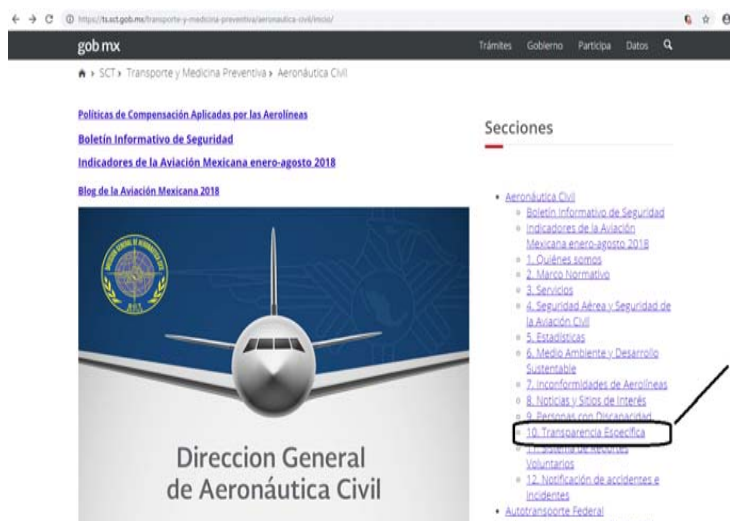 https://ts.sct.gob.mx/transporte-y-medicina-preventiva/aeronautica-civil/inicio/
gob mx
Trámites Gobierno Participa Datos
SCT > Transporte y Medicina Preventiva > Aeronáutica Civil
Políticas de Compensación Aplicadas por las Aerolíneas
Boletín Informativo de Seguridad
Indicadores de la Aviación Mexicana enero-agosto 2018
Blog de la Aviación Mexicana 2018
Direccion General
de Aeronáutica Civil
Secciones
Aeronáutica Civil
Boletín Informativo de Seguridad
Indicadores de la Aviación
Mexicana enero-agosto 2018
1. Quiénes somos
2. Marco Normativo
3. Servicios
4. Seguridad Aérea y Seguridad de
la Aviación Civil
5. Estadísticas
6. Medio Ambiente y Desarrollo
Sustentable
7. Inconformidades de Aerolíneas
8. Noticias y Sitios de Interés
9. Personas con Discapacidad
10. Transparencia Específica
11. Sistema de Reportes
Voluntarios
12. Notificación de accidentes e
incidentes
Autotransporte Federal